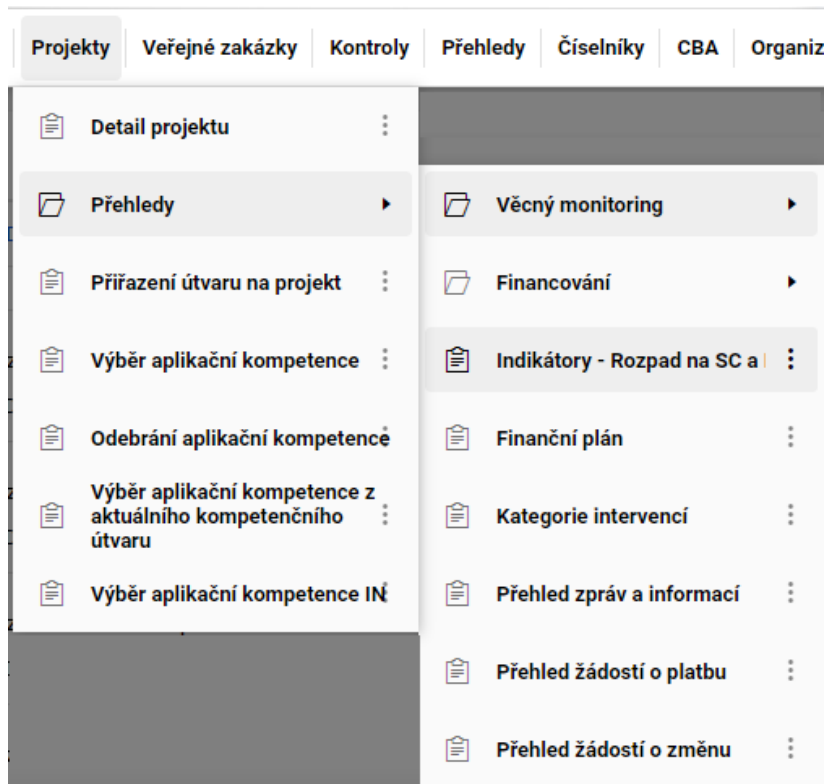 Projekty Veřejné zakázky Kontroly Přehledy Číselníky CBA Organiz
Detail projektu
Přehledy
Přiřazení útvaru na projekt
Výběr aplikační kompetence
Odebrání aplikační kompetence
Výběr aplikační kompetence z
aktuálního kompetenčního
útvaru
Výběr aplikační kompetence IN
Věcný monitoring
Financování
Indikátory - Rozpad na SC a
Finanční plán
Kategorie intervencí
Přehled zpráv a informací
Přehled žádostí o platbu
Přehled žádostí o změnu